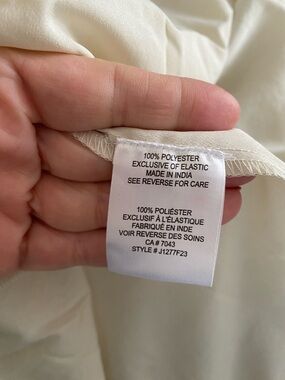 100% POLYESTER
EXCLUSIVE OF ELASTIC
MADE IN INDIA
SEE REVERSE FOR CARE
100% POLIÉSTER
EXCLUSIF À L'ÉLASTIQUE
FABRIQUÉ EN INDE
VOIR REVERSE DES SOINS
CA # 7043
STYLE # J1277F23